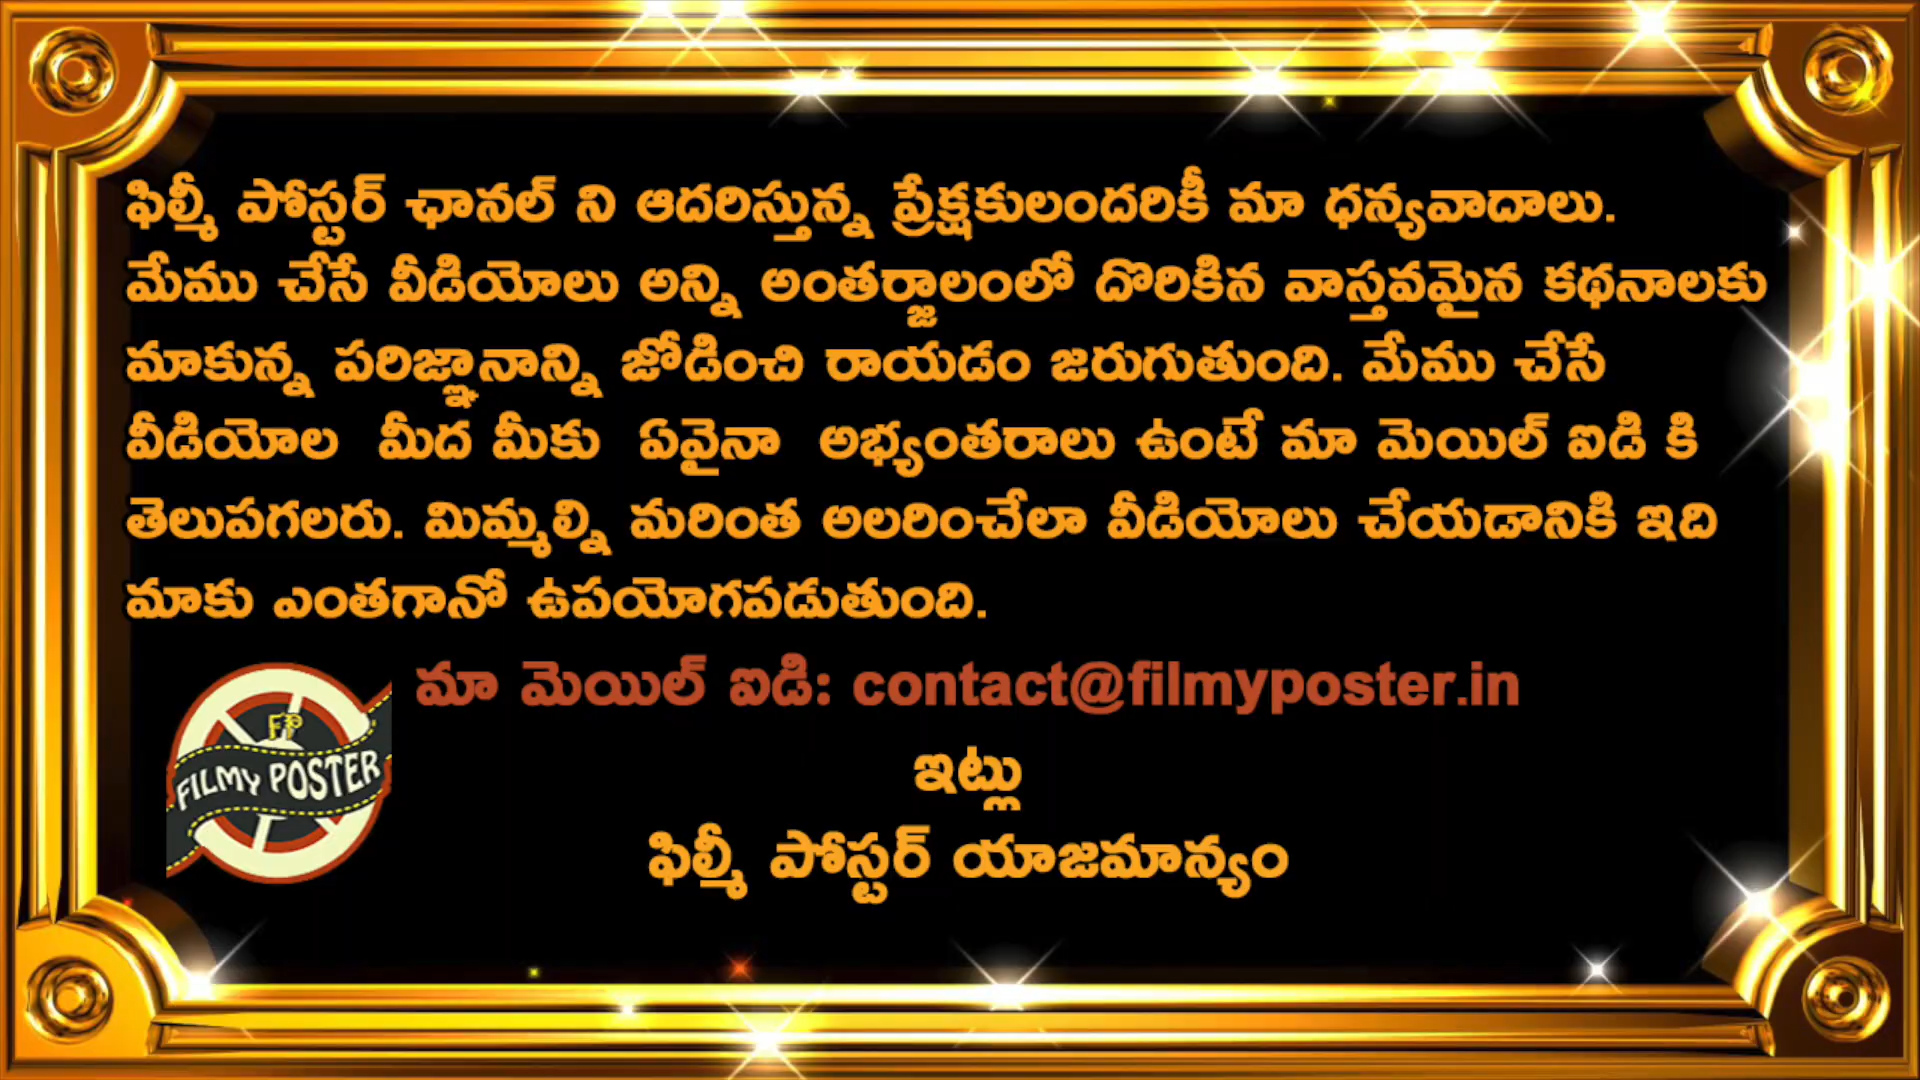 ఫిల్మీ పోస్టర్ ఛానల్ ని ఆదరిస్తున్న ప్రేక్షకులందరికీ మా ధన్యవాదాలు.
మేము చేసే వీడియోలు అన్ని అంతర్జాలంలో దొరికిన వాస్తవమైన కథనాలకు
మాకున్న పరిజ్ఞానాన్ని జోడించి రాయడం జరుగుతుంది. మేము చేసే
వీడియోల మీద మీకు ఏవైనా అభ్యంతరాలు ఉంటే మా మెయిల్ ఐడి కి
తెలుపగలరు. మిమ్మల్ని మరింత అలరించేలా వీడియోలు చేయడానికి ఇది
మాకు ఎంతగానో ఉపయోగపడుతుంది.
మా మెయిల్ ఐడి: contact@filmyposter.in
FP
FILMY POSTER
ఇట్లు
ఫిల్మీ పోస్టర్ యాజమాన్యం